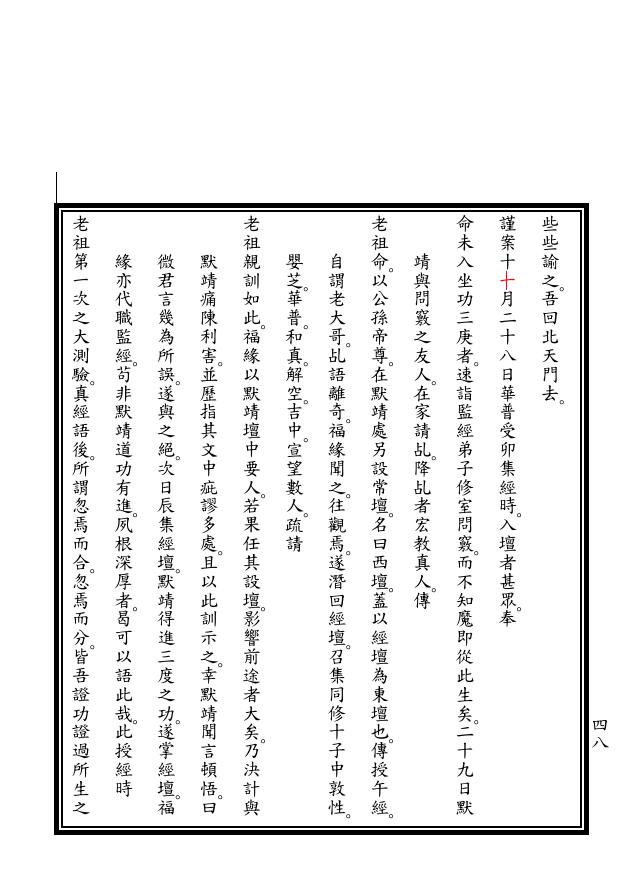 些些諭之。吾回北天門去。
謹案十十月二十八日華普受卯集經時。入壇者甚眾。奉
命未入坐功三庚者。速詣監經弟子修室問竅。而不知魔即從此生矣。二十九日默
靖與問竅之友人。在家請乩。降乩者宏教真人。傳
老祖命。以公孫帝尊。在默靖處另設常壇。名曰西壇。蓋以經壇為東壇也。傳授午經。
自謂老大哥。乩語離奇。福緣聞之。往觀焉。遂潛回經壇。召集同修十子中敦性。
嬰芝。華普。和真。解空。吉中。宣望數人。疏請
老祖親訓如此。福緣以默靖壇中要人。若果任其設壇。影響前途者大矣。乃決計與
默靖痛陳利害。並歷指其文中疵謬多處。且以此訓示之。幸默靖聞言頓悟。曰
微君言幾為所誤。遂與之絕。次日辰集經壇。默靖得進三度之功。遂掌經壇。福
緣亦代職監經。苟非默靖道功有進。夙根深厚者。曷可以語此哉。此授經時
老祖第一次之大測驗。真經語後。所謂忽焉而合。忽焉而分。皆吾證功證過所生之
四八